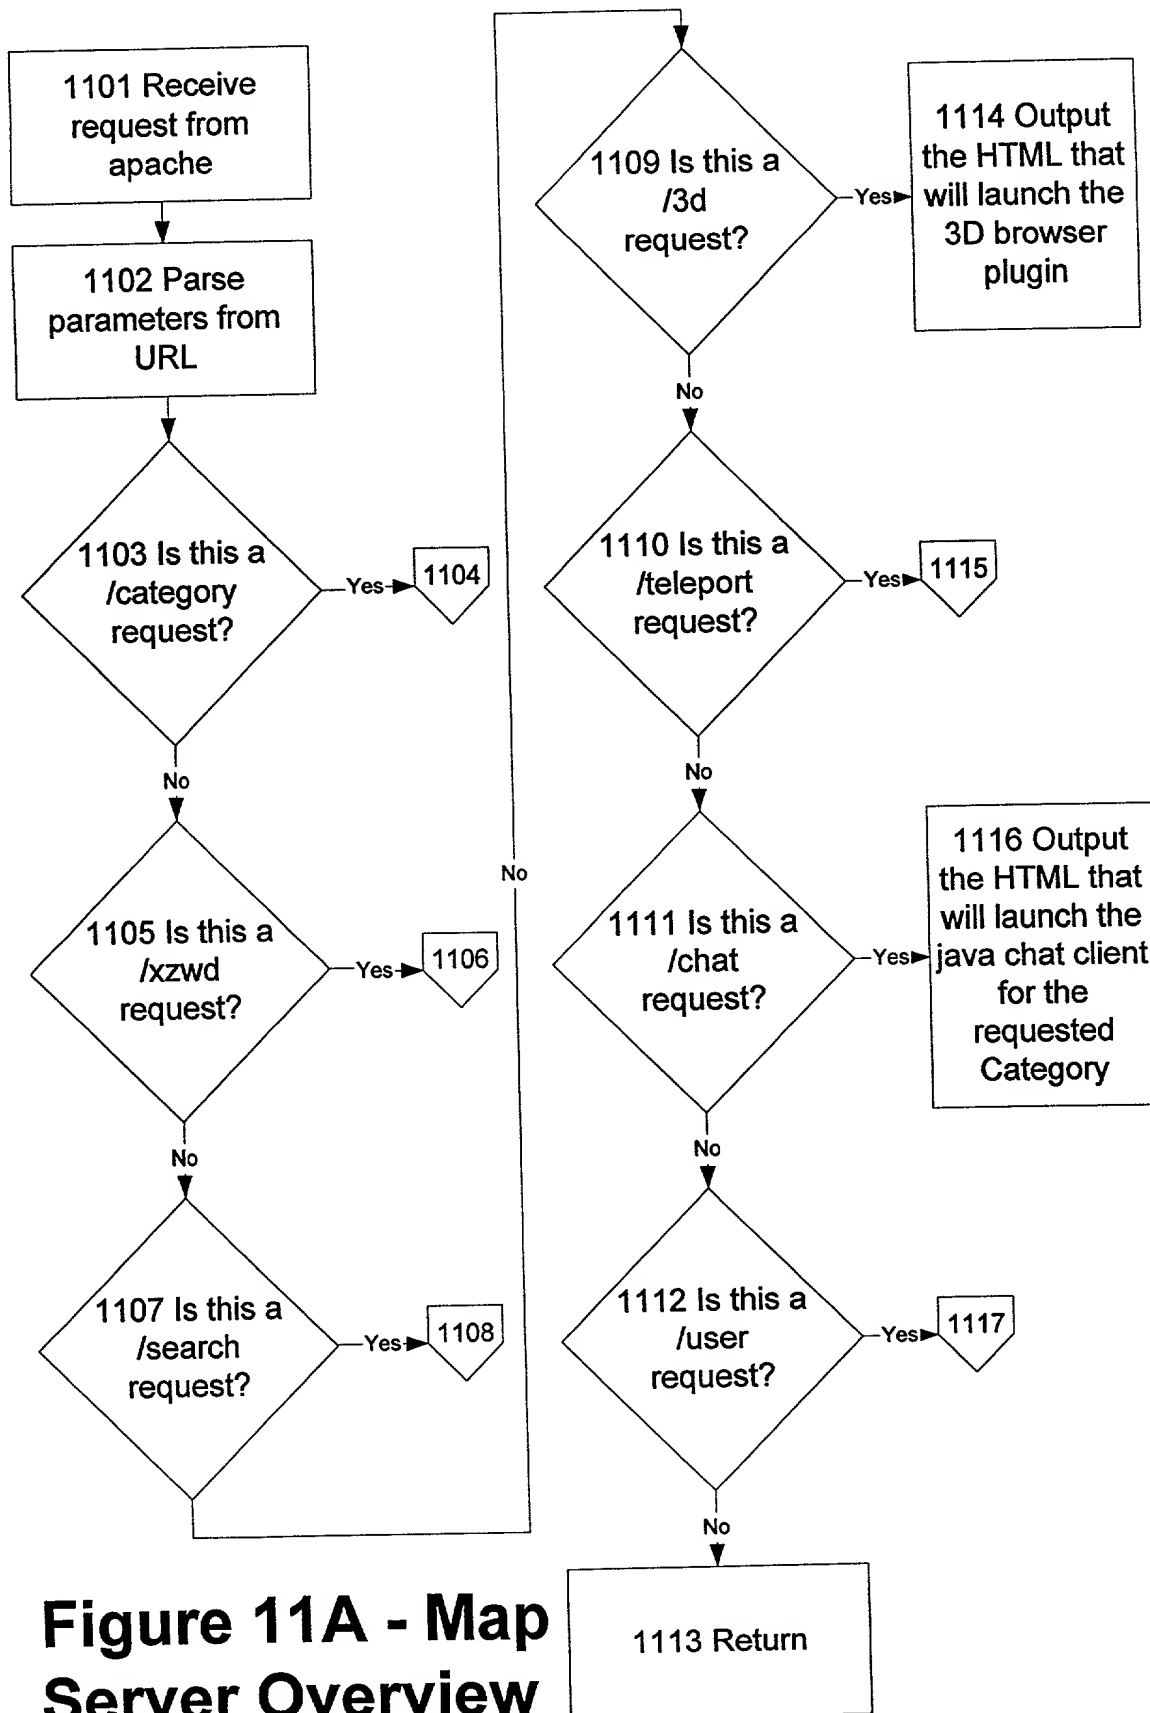 1101 Receive
request from
apache
1102 Parse
parameters from
URL
1103 Is this a
/category
request?
Yes
1104
No
1105 Is this a
/xzwd
request?
Yes
1106
No
1107 Is this a
/search
request?
Yes
1108
No
1109 Is this a
/3d
request?
Yes
1114 Output
the HTML that
will launch the
3D browser
plugin
No
1110 Is this a
/teleport
request?
Yes
1115
No
1111 Is this a
/chat
request?
Yes
1116 Output
the HTML that
will launch the
java chat client
for the
requested
Category
No
1112 Is this a
/user
request?
Yes
1117
No
1113 Return
Figure 11A - Map
Server Overview